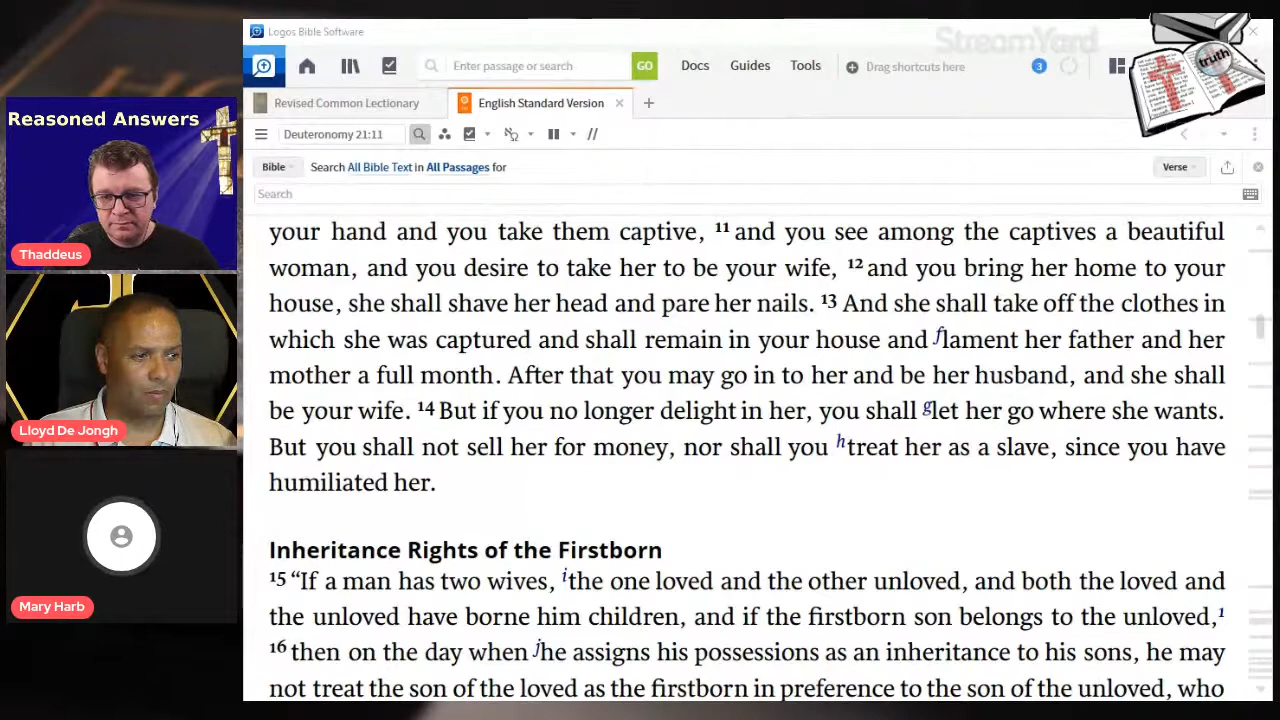 Logos Bible Software
StreamYard
Enter passage or search
GO
Docs
Guides
Tools
Drag shortcuts here
3
truth
Revised Common Lectionary
English Standard Version
Deuteronomy 21:11
Bible
Search All Bible Text in All Passages for
Verse
Search
Reasoned Answers
Thaddeus
Lloyd De Jongh
Mary Harb
your hand and you take them captive, 11 and you see among the captives a beautiful
woman, and you desire to take her to be your wife, 12 and you bring her home to your
house, she shall shave her head and pare her nails. 13 And she shall take off the clothes in
which she was captured and shall remain in your house and f lament her father and her
mother a full month. After that you may go in to her and be her husband, and she shall
be your wife. 14 But if you no longer delight in her, you shall g let her go where she wants.
But you shall not sell her for money, nor shall you h treat her as a slave, since you have
humiliated her.
Inheritance Rights of the Firstborn
15 “If a man has two wives, i the one loved and the other unloved, and both the loved and
the unloved have borne him children, and if the firstborn son belongs to the unloved, 1
16 then on the day when j he assigns his possessions as an inheritance to his sons, he may
not treat the son of the loved as the firstborn in preference to the son of the unloved, who